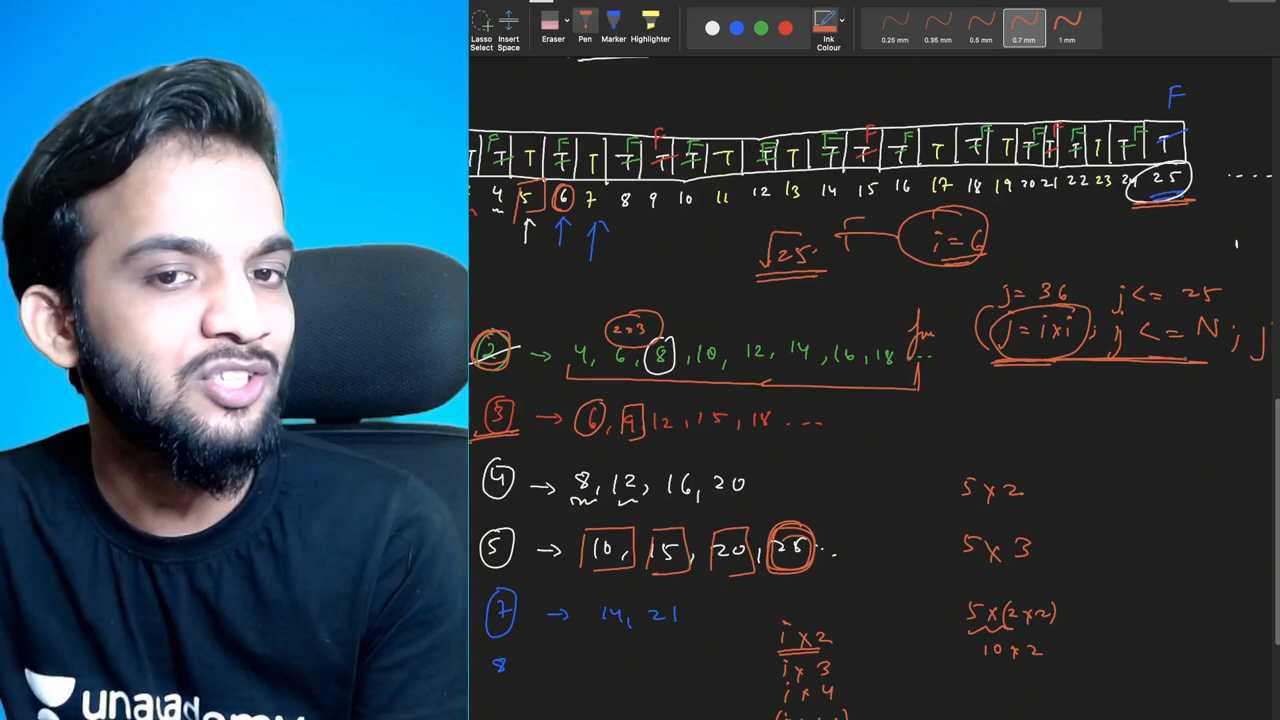 Lasso Select
Insert Space
Eraser
Pen
Marker
Highlighter
Ink Colour
0.25 mm
0.35 mm
0.5 mm
0.7 mm
1 mm
F
F F F F F F F F F F F F F
T T T T T T T T T T T T T T T T T T T T T T
4 5 6 7 8 9 10 11 12 13 14 15 16 17 18 19 20 21 22 23 24 25 ----
√25
F
i=6
j=36 j<=25
2x3
j=ixi; j<=N; j
2 → 4, 6, 8, 10, 12, 14, 16, 18 ..
3 → 6, 9 12, 15, 18 ...
4 → 8, 12, 16, 20
5 x 2
5 → 10, 15, 20, 25 ..
5 x 3
7 → 14, 21
5x(2x2)
10 x 2
8
i x 2
i x 3
i x 4
unacademy